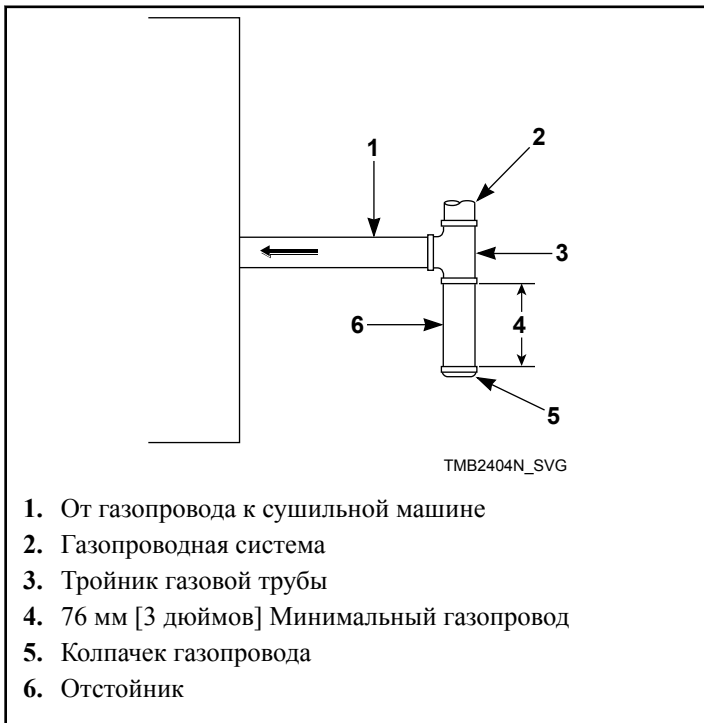 1
2
3
6
4
5
TMB2404N_SVG
1. От газопровода к сушильной машине
2. Газопроводная система
3. Тройник газовой трубы
4. 76 мм [3 дюймов] Минимальный газопровод
5. Колпачек газопровода
6. Отстойник